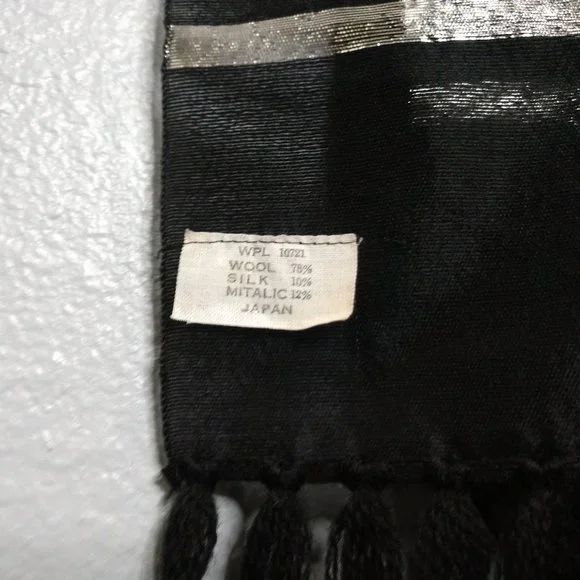 WPL 10721
WOOL 78%
SILK 10%
MITALIC 12%
JAPAN